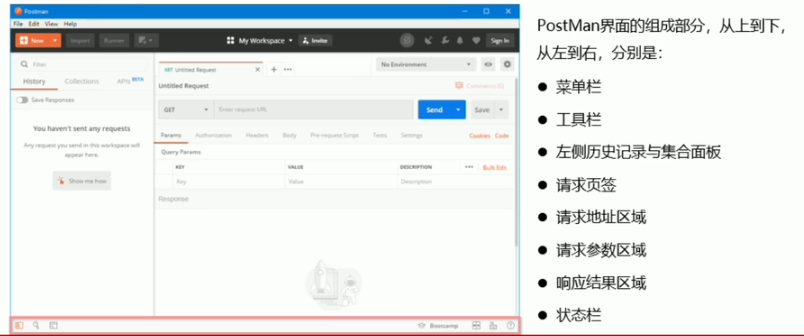 Postman
File Edit View Help
New
Import
Runner
My Workspace
Invite
Sign In
Filter
History
Collections
APIs
BETA
Save Responses
You haven't sent any requests
Any request you send in this workspace will
appear here.
Show me how
GET Untitled Request
No Environment
Untitled Request
Comments (0)
GET
Enter request URL
Send
Save
Params
Authorization
Headers
Body
Pre-request Script
Tests
Settings
Cookies
Code
Query Params
KEY
VALUE
DESCRIPTION
Bulk Edit
Key
Value
Description
Response
Bootcamp
PostMan界面的组成部分，从上到下，
从左到右，分别是：
● 菜单栏
● 工具栏
● 左侧历史记录与集合面板
● 请求页签
● 请求地址区域
● 请求参数区域
● 响应结果区域
● 状态栏